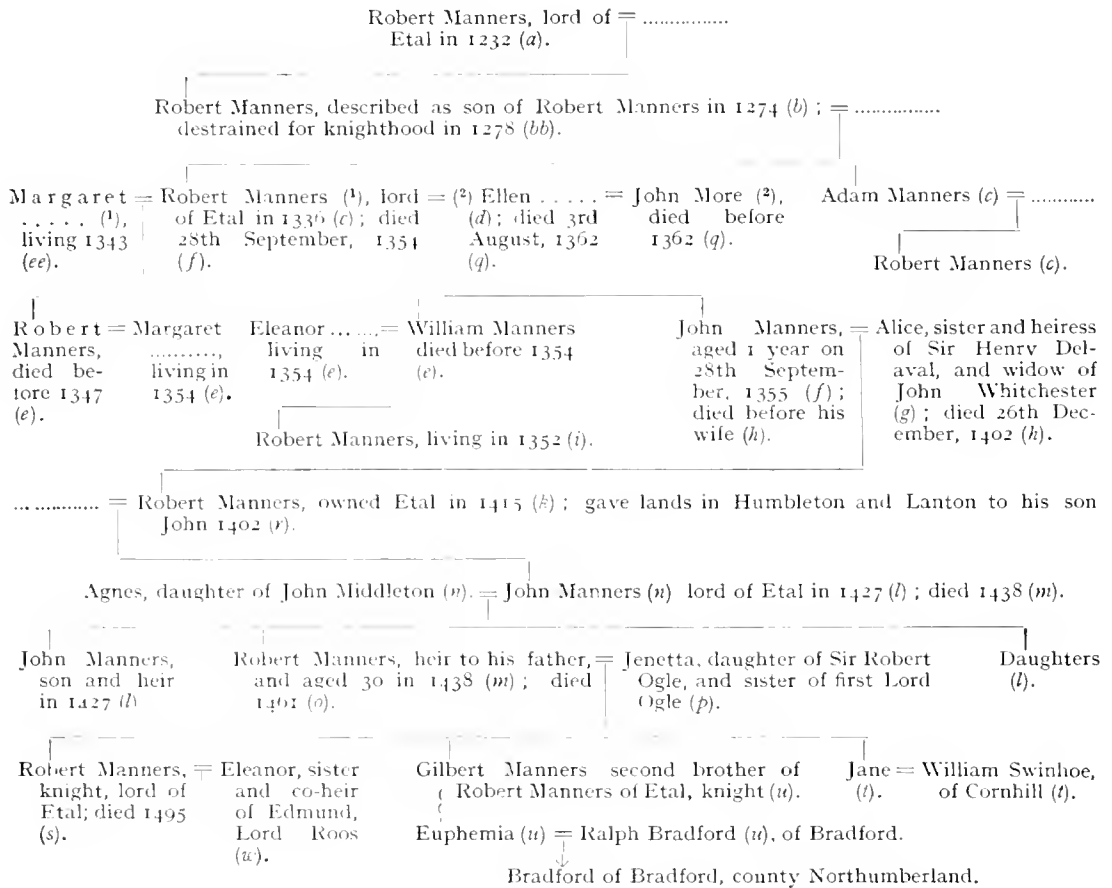 Robert Manners, lord of = ................
Etal in 1232 (a).
Robert Manners, described as son of Robert Manners in 1274 (b) ; = ................
destrained for knighthood in 1278 (bb).
Margaret = Robert Manners (1), lord = (2) Ellen . . . . . = John More (2), Adam Manners (c) = ............
. . . . . (1), of Etal in 1336 (c) ; died (d) ; died 3rd died before
living 1343 28th September, 1354 August, 1362 1362 (q).
(ee). (f). (q). Robert Manners (c).
Robert = Margaret Eleanor ... ...,= William Manners John Manners, = Alice, sister and heiress
Manners, .........., living in died before 1354 aged 1 year on of Sir Henry Del-
died be- living in 1354 (e). (e). 28th Septem- aval, and widow of
fore 1347 1354 (e). ber, 1355 (f) ; John Whitchester
(e). died before his (g) ; died 26th Dec-
Robert Manners, living in 1352 (i). wife (h). ember, 1402 (h).
... ............ = Robert Manners, owned Etal in 1415 (k) ; gave lands in Humbleton and Lanton to his son
John 1402 (r).
Agnes, daughter of John Middleton (n). = John Manners (n) lord of Etal in 1427 (l) ; died 1438 (m).
John Manners, Robert Manners, heir to his father, = Jenetta, daughter of Sir Robert Daughters
son and heir and aged 30 in 1438 (m) ; died Ogle, and sister of first Lord (l).
in 1427 (l) 1461 (o). Ogle (p).
Robert Manners, = Eleanor, sister Gilbert Manners second brother of Jane = William Swinhoe,
knight, lord of and co-heir Robert Manners of Etal, knight (u). (t). of Cornhill (t).
Etal; died 1495 of Edmund,
(s). Lord Roos Euphemia (u) = Ralph Bradford (u), of Bradford.
(u).
Bradford of Bradford, county Northumberland.